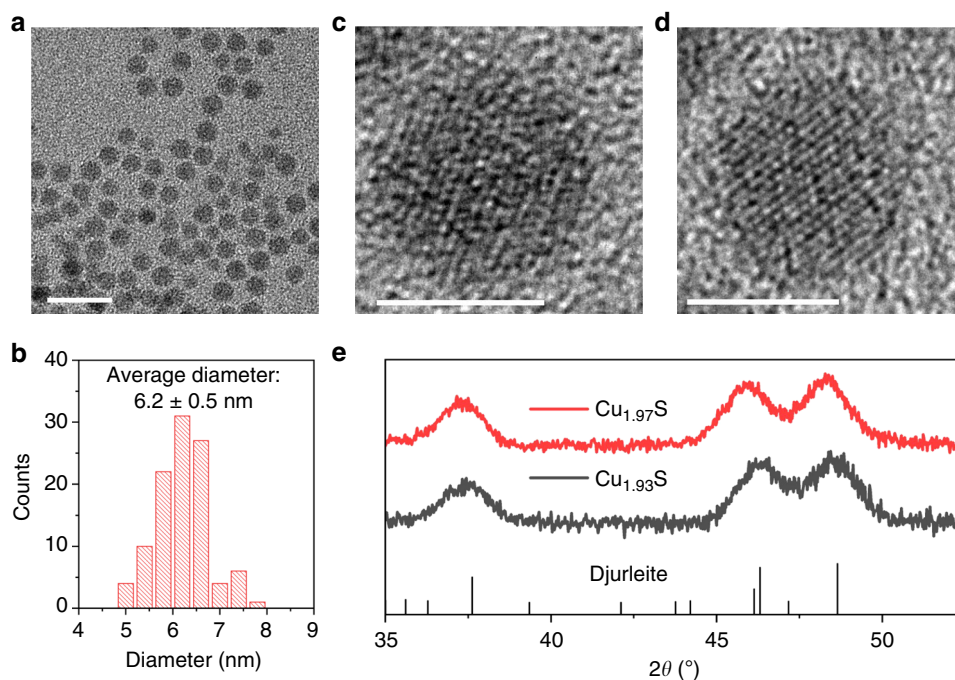 a
c
d
b
Average diameter:
6.2 ± 0.5 nm
40
30
20
10
0
Counts
4 5 6 7 8 9
Diameter (nm)
e
Cu1.97S
Cu1.93S
Djurleite
35 40 45 50
2θ (°)